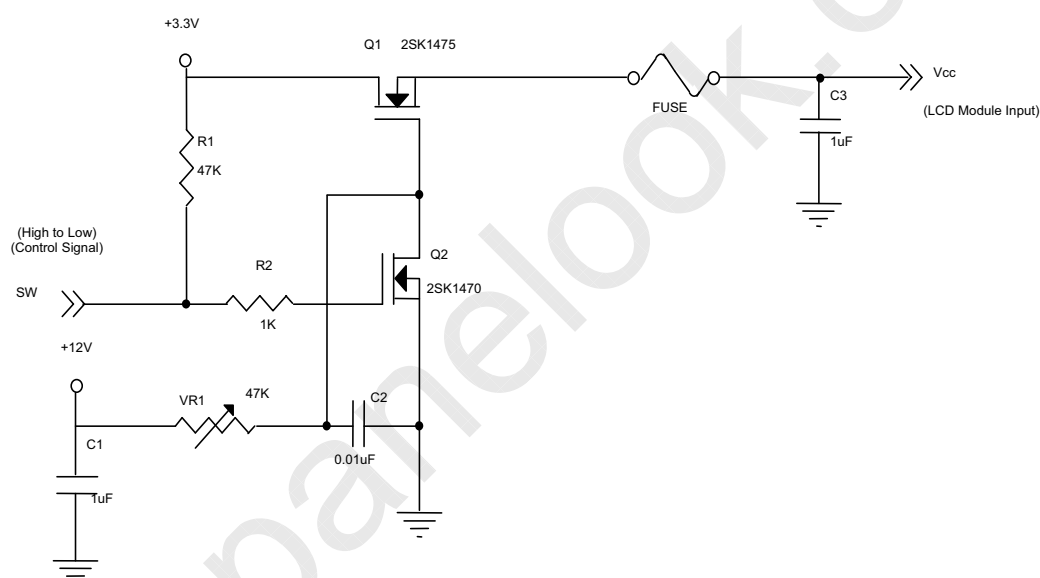 +3.3V
Q1 2SK1475
R1
47K
FUSE
C3
1uF
Vcc
(LCD Module Input)
(High to Low)
(Control Signal)
SW
R2
1K
Q2
2SK1470
+12V
VR1
47K
C2
0.01uF
C1
1uF
panelook.c